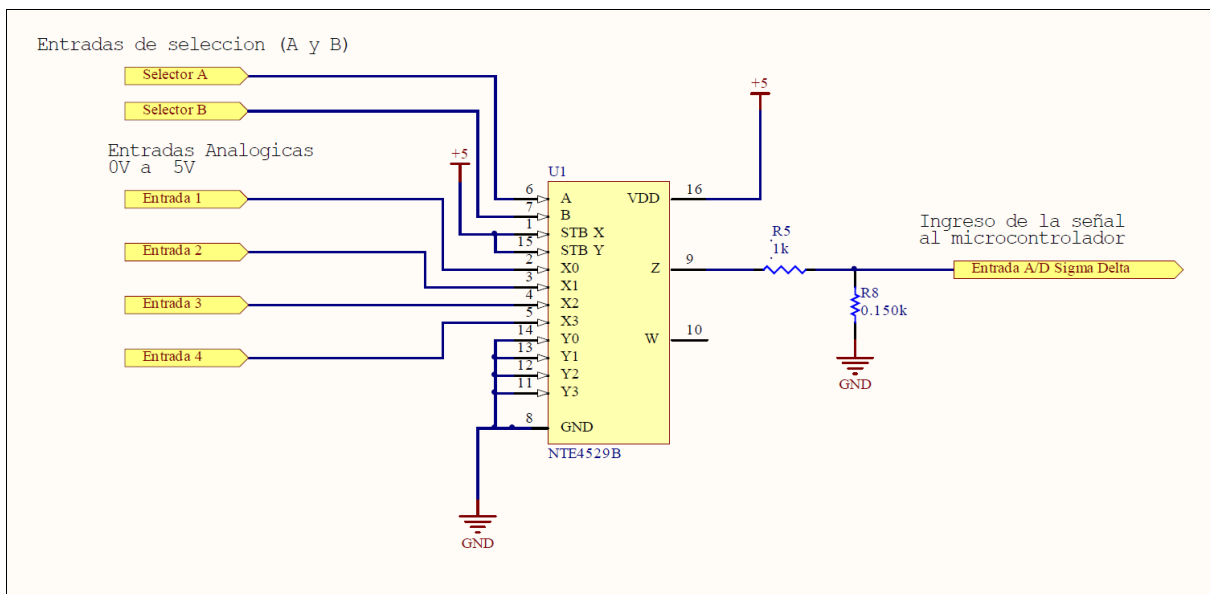 Entradas de seleccion (A y B)
Selector A
Selector B
Entradas Analogicas
0V a 5V
Entrada 1
Entrada 2
Entrada 3
Entrada 4
+5
+5
U1
6 A
7 B
1 STB X
15 STB Y
2 X0
3 X1
4 X2
5 X3
14 Y0
13 Y1
12 Y2
11 Y3
8 GND
VDD 16
Z 9
W 10
NTE4529B
GND
R5
1k
R8
0.150k
GND
Ingreso de la señal
al microcontrolador
Entrada A/D Sigma Delta